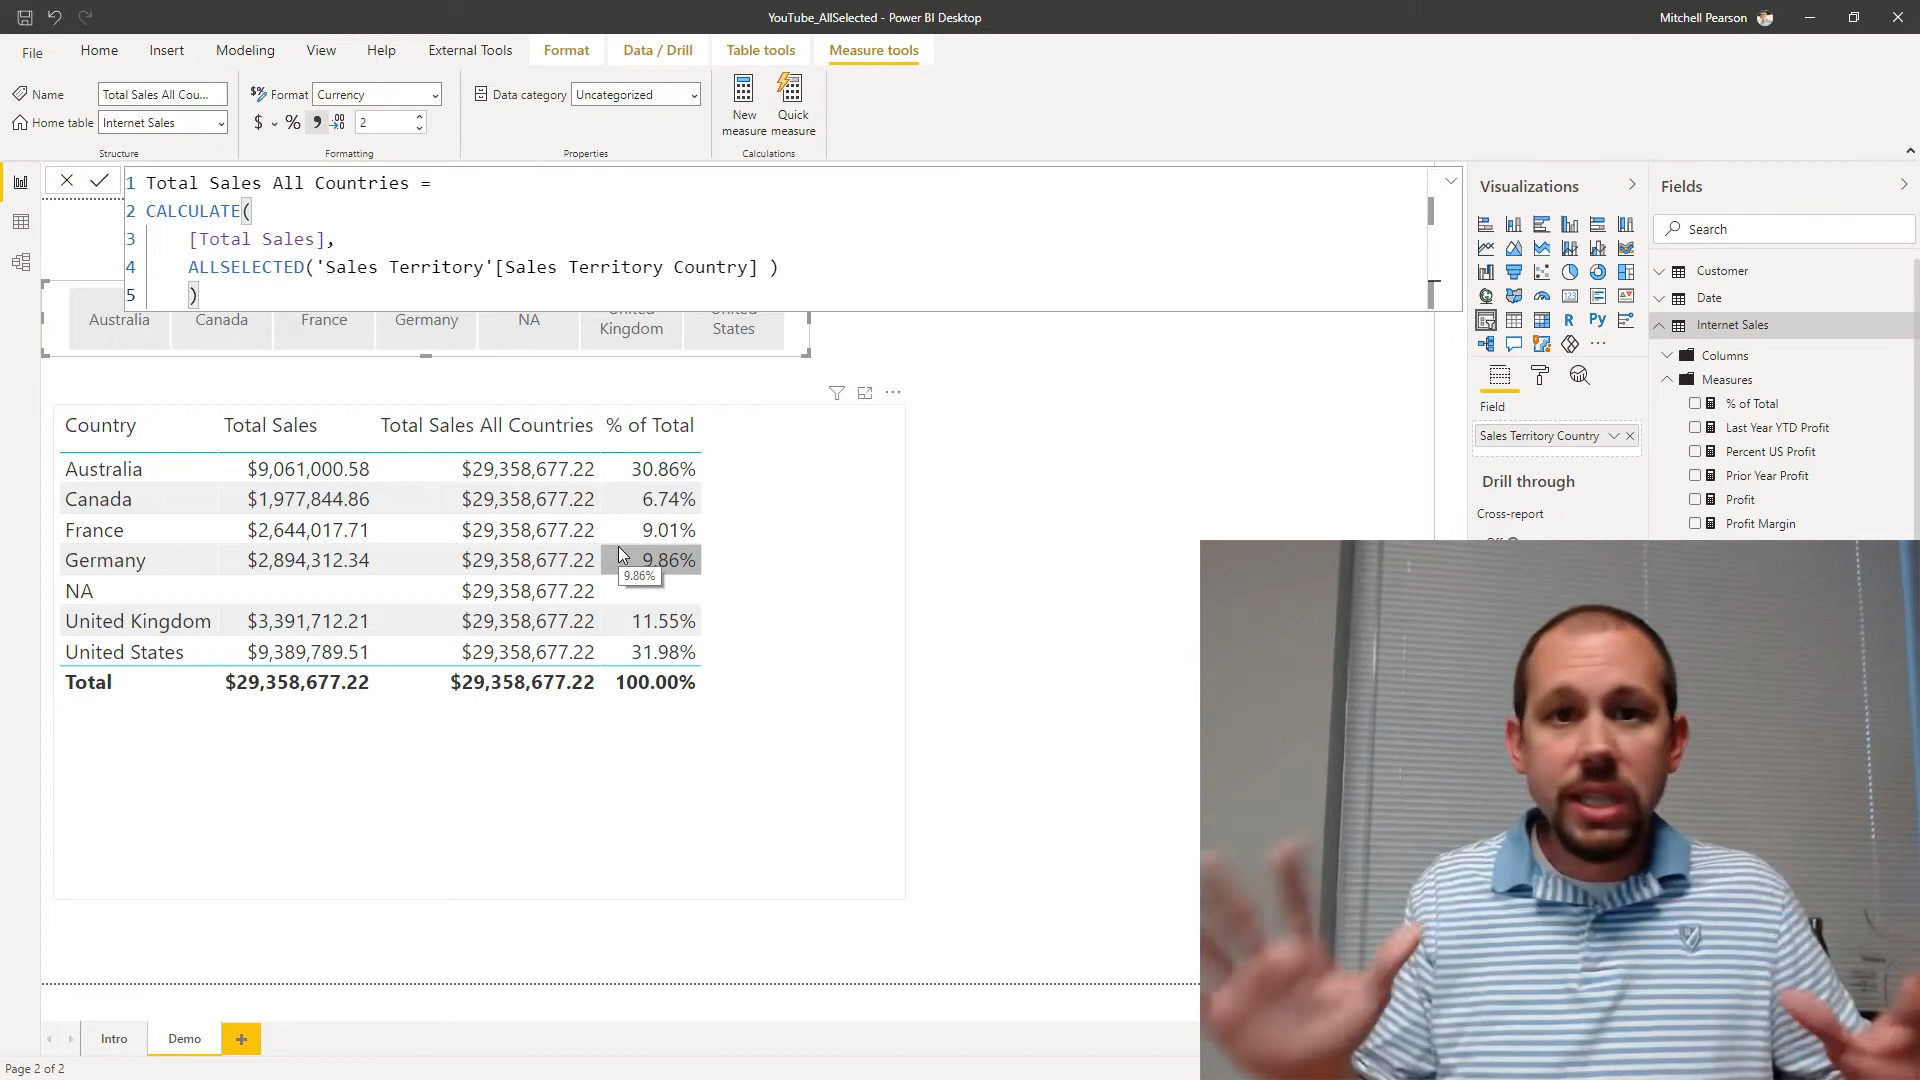 YouTube_AllSelected - Power BI Desktop
Mitchell Pearson
File
Home
Insert
Modeling
View
Help
External Tools
Format
Data / Drill
Table tools
Measure tools
Name
Total Sales All Cou...
Format
Currency
Data category
Uncategorized
New measure
Quick measure
Home table
Internet Sales
$
%
2
Structure
Formatting
Properties
Calculations
1 Total Sales All Countries =
2 CALCULATE(
3 [Total Sales],
4 ALLSELECTED('Sales Territory'[Sales Territory Country] )
5 )
Australia
Canada
France
Germany
NA
United Kingdom
United States
Country Total Sales Total Sales All Countries % of Total
Australia $9,061,000.58 $29,358,677.22 30.86%
Canada $1,977,844.86 $29,358,677.22 6.74%
France $2,644,017.71 $29,358,677.22 9.01%
Germany $2,894,312.34 $29,358,677.22 9.86%
9.86%
NA $29,358,677.22
United Kingdom $3,391,712.21 $29,358,677.22 11.55%
United States $9,389,789.51 $29,358,677.22 31.98%
Total $29,358,677.22 $29,358,677.22 100.00%
Visualizations
R
Py
123
Field
Sales Territory Country
Drill through
Cross-report
Fields
Search
Customer
Date
Internet Sales
Columns
Measures
% of Total
Last Year YTD Profit
Percent US Profit
Prior Year Profit
Profit
Profit Margin
Intro
Demo
Page 2 of 2